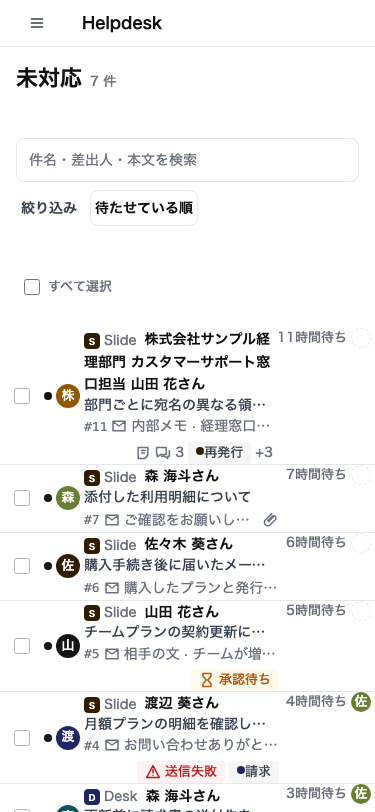 Helpdesk
未対応 7 件
件名・差出人・本文を検索
絞り込み 待たせている順
すべて選択
S Slide 株式会社サンプル経 11時間待ち
理部門 カスタマーサポート窓
株 口担当 山田 花さん
部門ごとに宛名の異なる領…
#11 内部メモ · 経理窓口…
3 再発行 +3
S Slide 森 海斗さん 7時間待ち
森 添付した利用明細について
#7 ご確認をお願いし…
S Slide 佐々木 葵さん 6時間待ち
佐 購入手続き後に届いたメー…
#6 購入したプランと発行…
S Slide 山田 花さん 5時間待ち
山 チームプランの契約更新に…
#5 相手の文 · チームが増…
承認待ち
S Slide 渡辺 葵さん 4時間待ち 佐
渡 月額プランの明細を確認し…
#4 お問い合わせありがと…
送信失敗 請求
D Desk 森 海斗さん 3時間待ち 佐